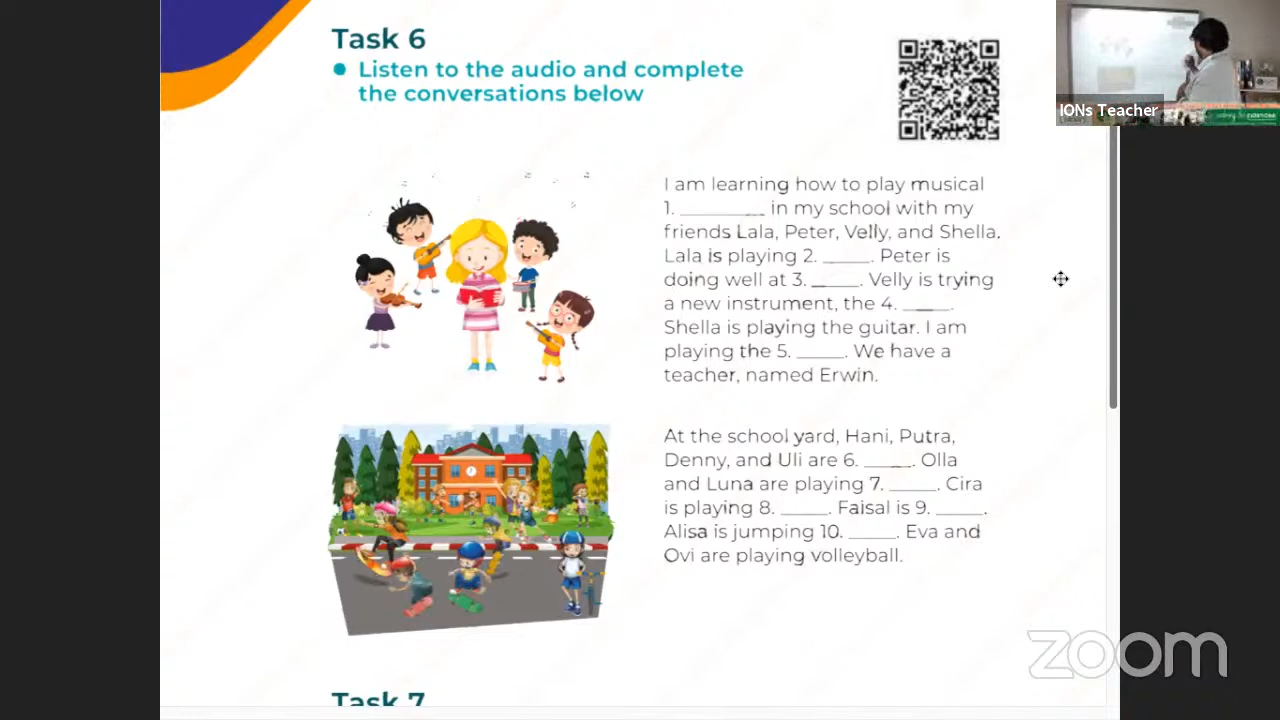 Task 6
● Listen to the audio and complete
the conversations below
IONs Teacher
I am learning how to play musical
1. _________ in my school with my
friends Lala, Peter, Velly, and Shella.
Lala is playing 2. _____. Peter is
doing well at 3. _____. Velly is trying
a new instrument, the 4. _____.
Shella is playing the guitar. I am
playing the 5. _____. We have a
teacher, named Erwin.
At the school yard, Hani, Putra,
Denny, and Uli are 6. _____. Olla
and Luna are playing 7. _____. Cira
is playing 8. _____. Faisal is 9. _____.
Alisa is jumping 10. _____. Eva and
Ovi are playing volleyball.
zoom
Task 7